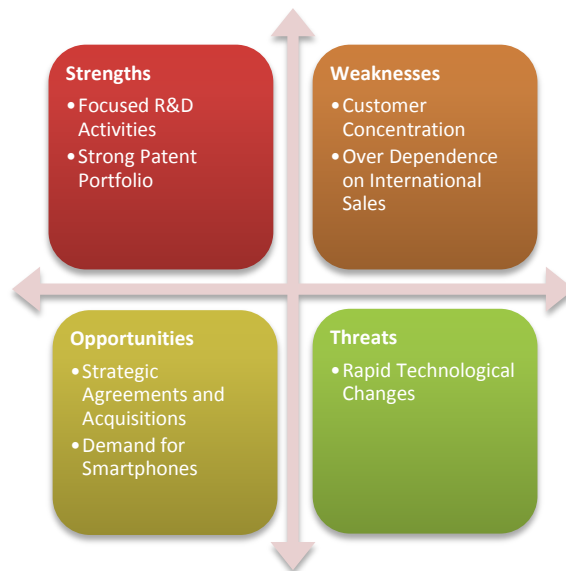 Strengths
•Focused R&D
Activities
•Strong Patent
Portfolio
Weaknesses
•Customer
Concentration
•Over Dependence
on International
Sales
Opportunities
•Strategic
Agreements and
Acquisitions
•Demand for
Smartphones
Threats
•Rapid Technological
Changes